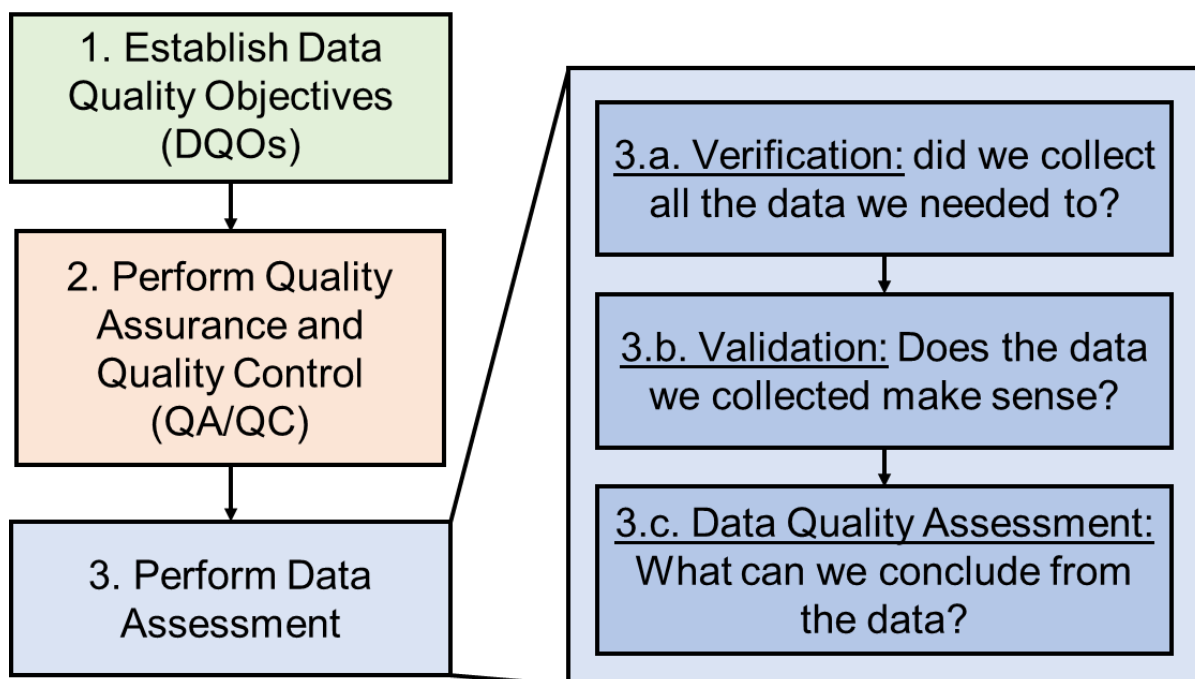 1. Establish Data
Quality Objectives
(DQOs)
2. Perform Quality
Assurance and
Quality Control
(QA/QC)
3. Perform Data
Assessment
3.a. Verification: did we collect
all the data we needed to?
3.b. Validation: Does the data
we collected make sense?
3.c. Data Quality Assessment:
What can we conclude from
the data?